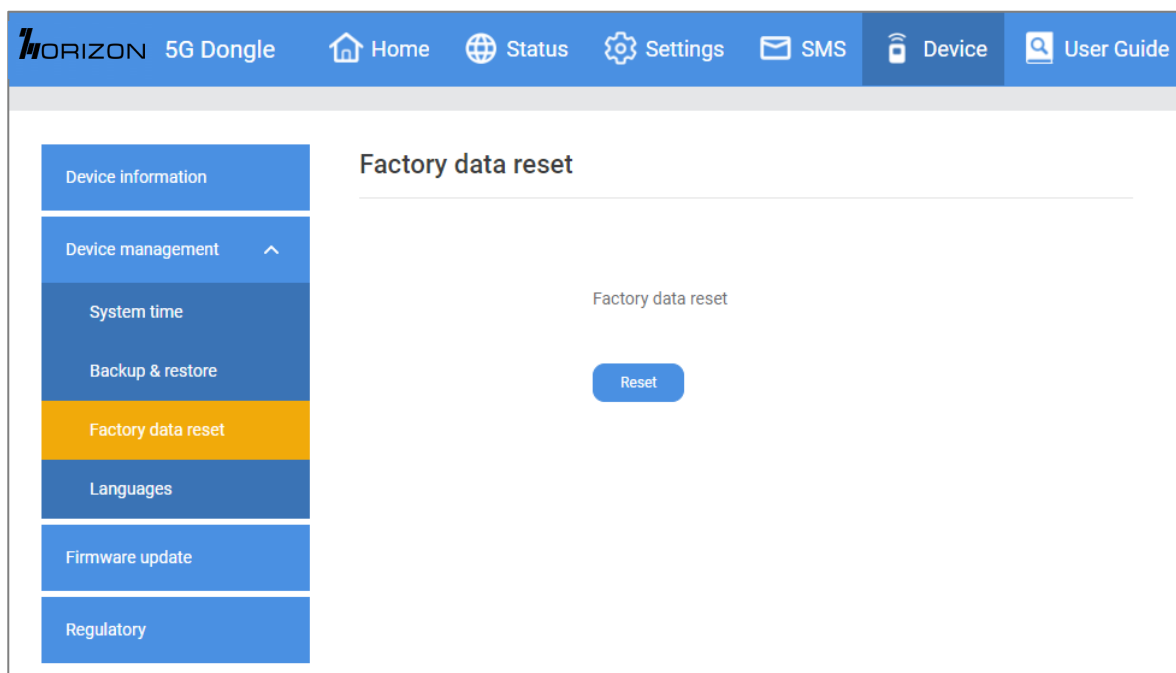 HORIZON 5G Dongle Home Status Settings SMS Device User Guide
Device information
Device management
System time
Backup & restore
Factory data reset
Languages
Firmware update
Regulatory
Factory data reset
Factory data reset
Reset